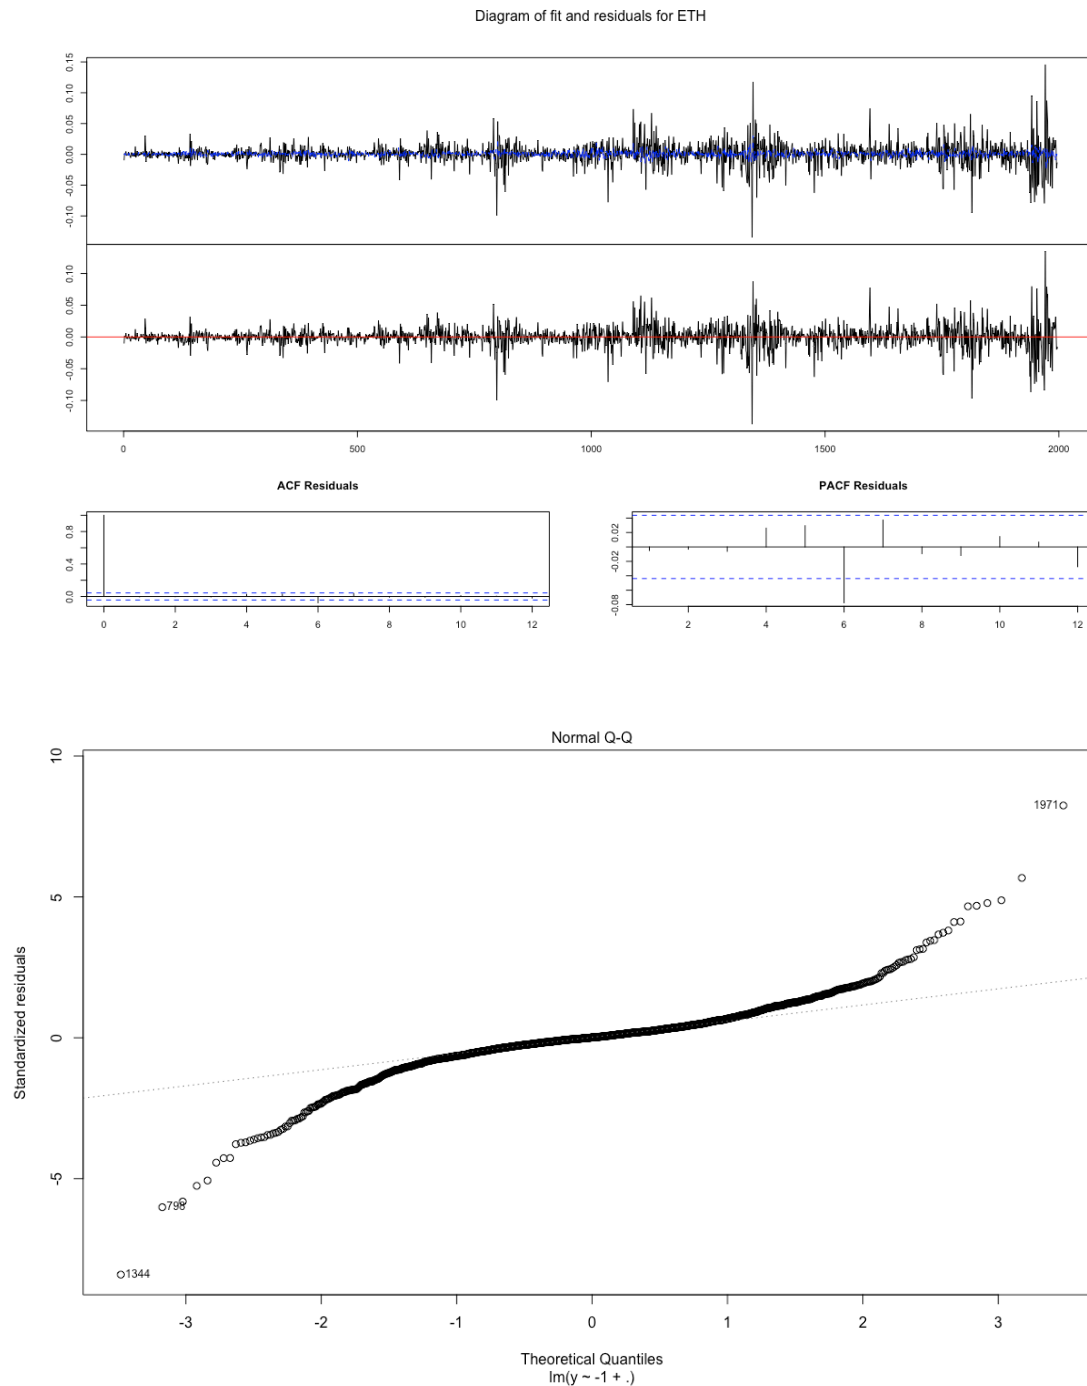 Diagram of fit and residuals for ETH
0.15
0.10
0.05
0.00
-0.05
-0.10
0.10
0.05
0.00
-0.05
-0.10
0 500 1000 1500 2000
ACF Residuals
0.8
0.4
0.0
0 2 4 6 8 10 12
PACF Residuals
0.02
-0.02
-0.08
2 4 6 8 10 12
Normal Q-Q
Standardized residuals
10
5
0
-5
1971
798
1344
-3 -2 -1 0 1 2 3
Theoretical Quantiles
lm(y ~ -1 + .)